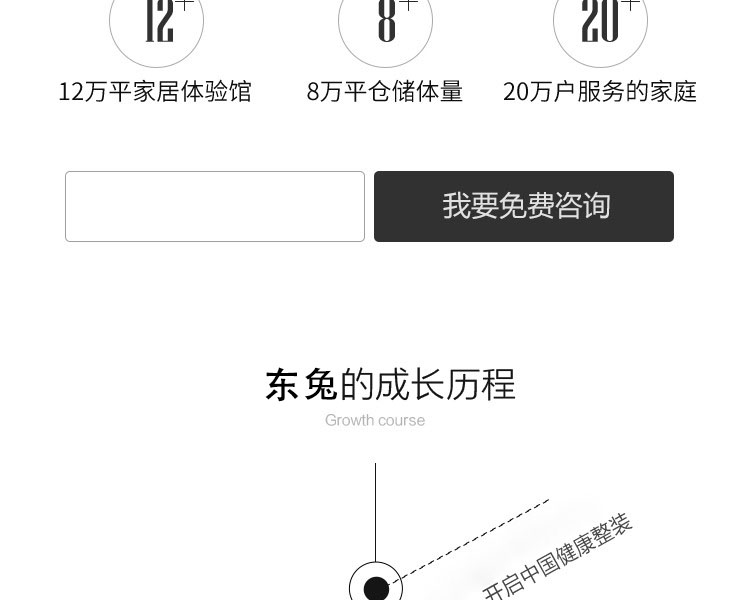 12+ 8+ 20+
12万平家居体验馆 8万平仓储体量 20万户服务的家庭
我要免费咨询
东兔的成长历程
Growth course
开启中国健康整装